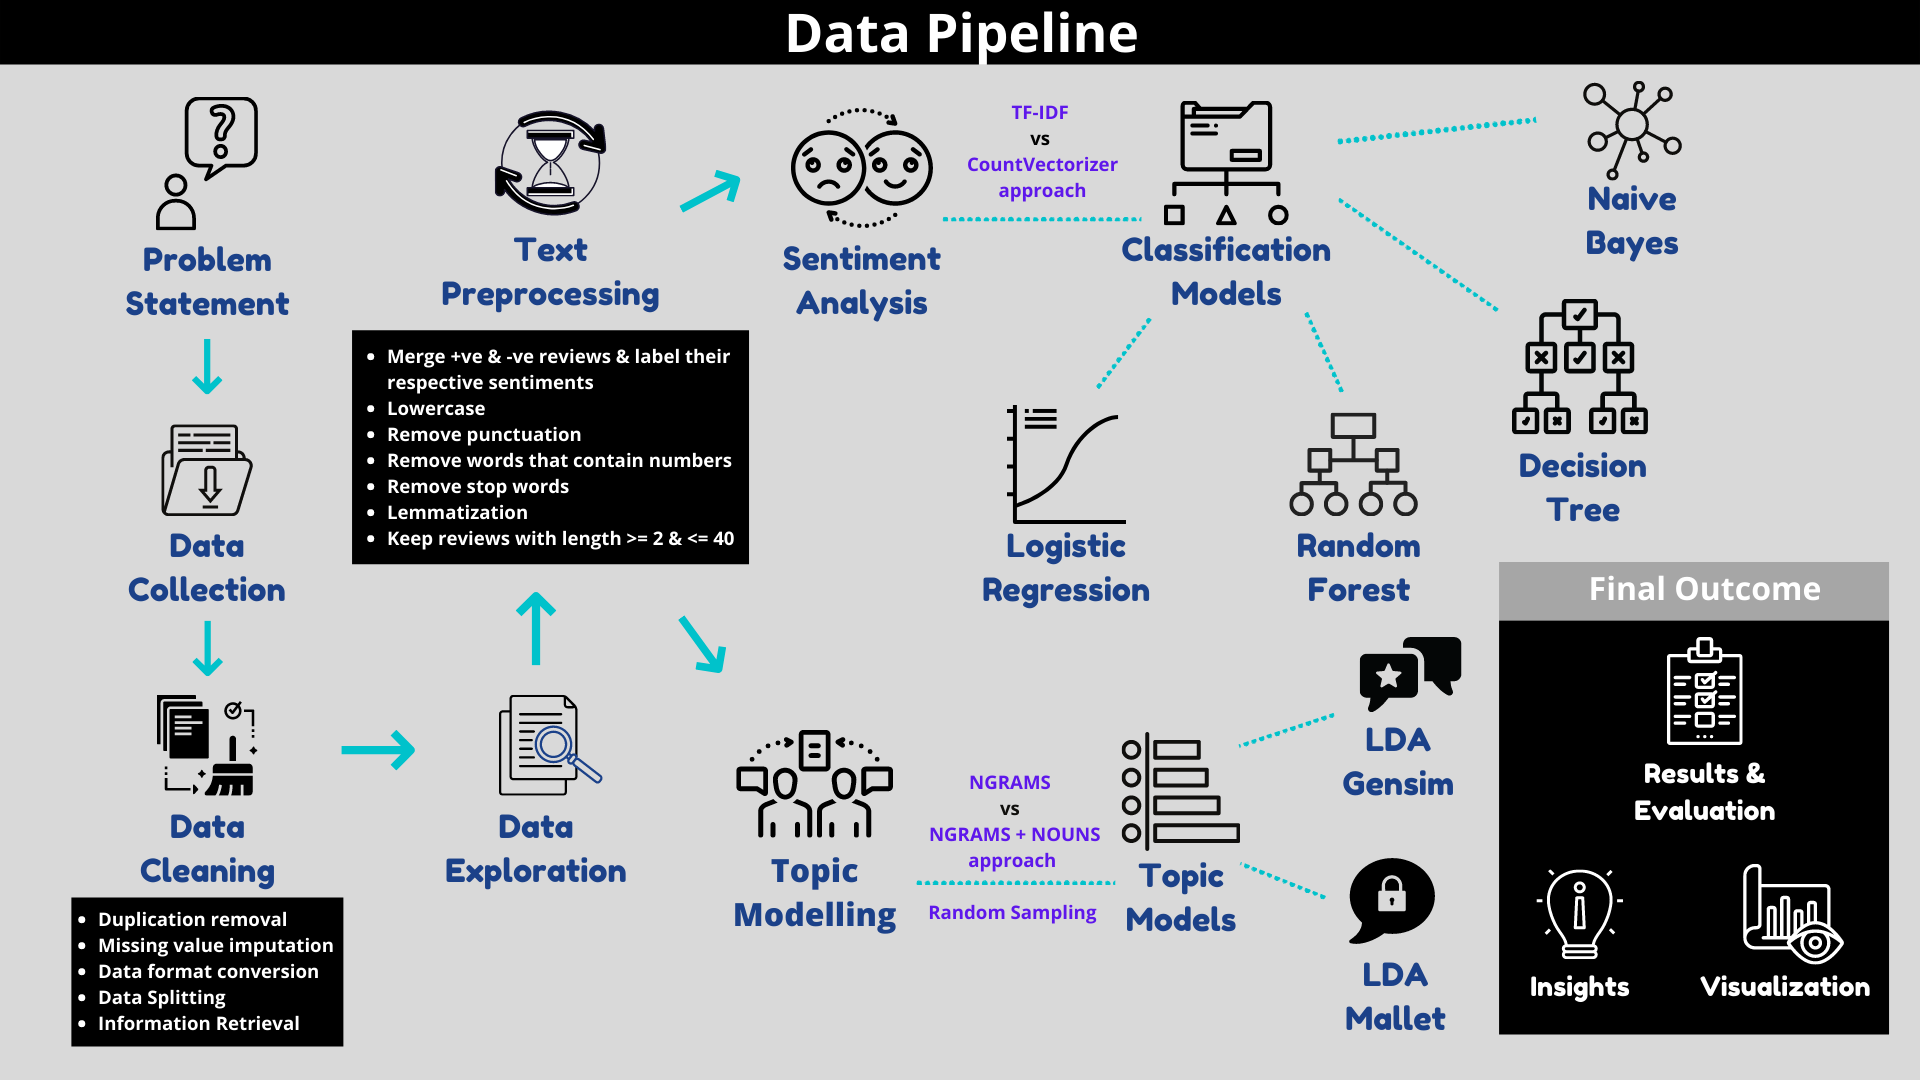 Data Pipeline
Problem
Statement
Data
Collection
Data
Cleaning
• Duplication removal
• Missing value imputation
• Data format conversion
• Data Splitting
• Information Retrieval
Data
Exploration
Text
Preprocessing
• Merge +ve & -ve reviews & label their
respective sentiments
• Lowercase
• Remove punctuation
• Remove words that contain numbers
• Remove stop words
• Lemmatization
• Keep reviews with length >= 2 & <= 40
Sentiment
Analysis
TF-IDF
vs
CountVectorizer
approach
Classification
Models
Naive
Bayes
Decision
Tree
Logistic
Regression
Random
Forest
Topic
Modelling
NGRAMS
vs
NGRAMS + NOUNS
approach
Random Sampling
Topic
Models
LDA
Gensim
LDA
Mallet
Final Outcome
Results &
Evaluation
Insights
Visualization